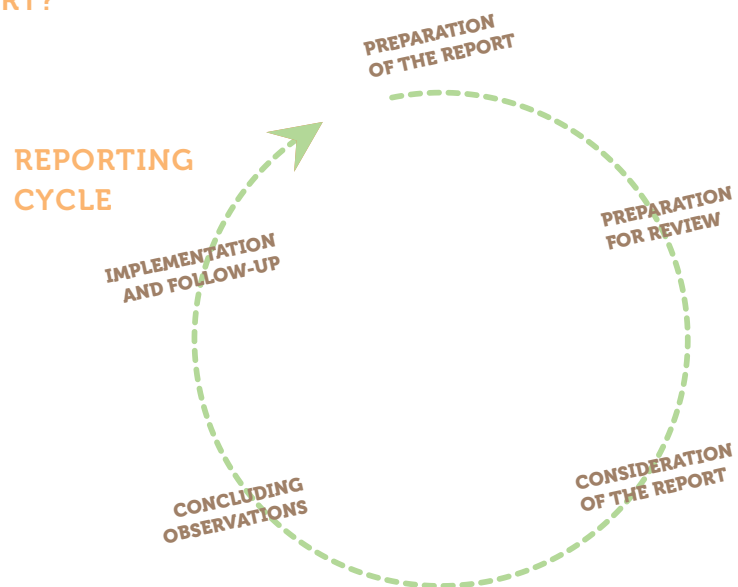 REPORTING
CYCLE
PREPARATION
OF THE REPORT
PREPARATION
FOR REVIEW
CONSIDERATION
OF THE REPORT
CONCLUDING
OBSERVATIONS
IMPLEMENTATION
AND FOLLOW-UP